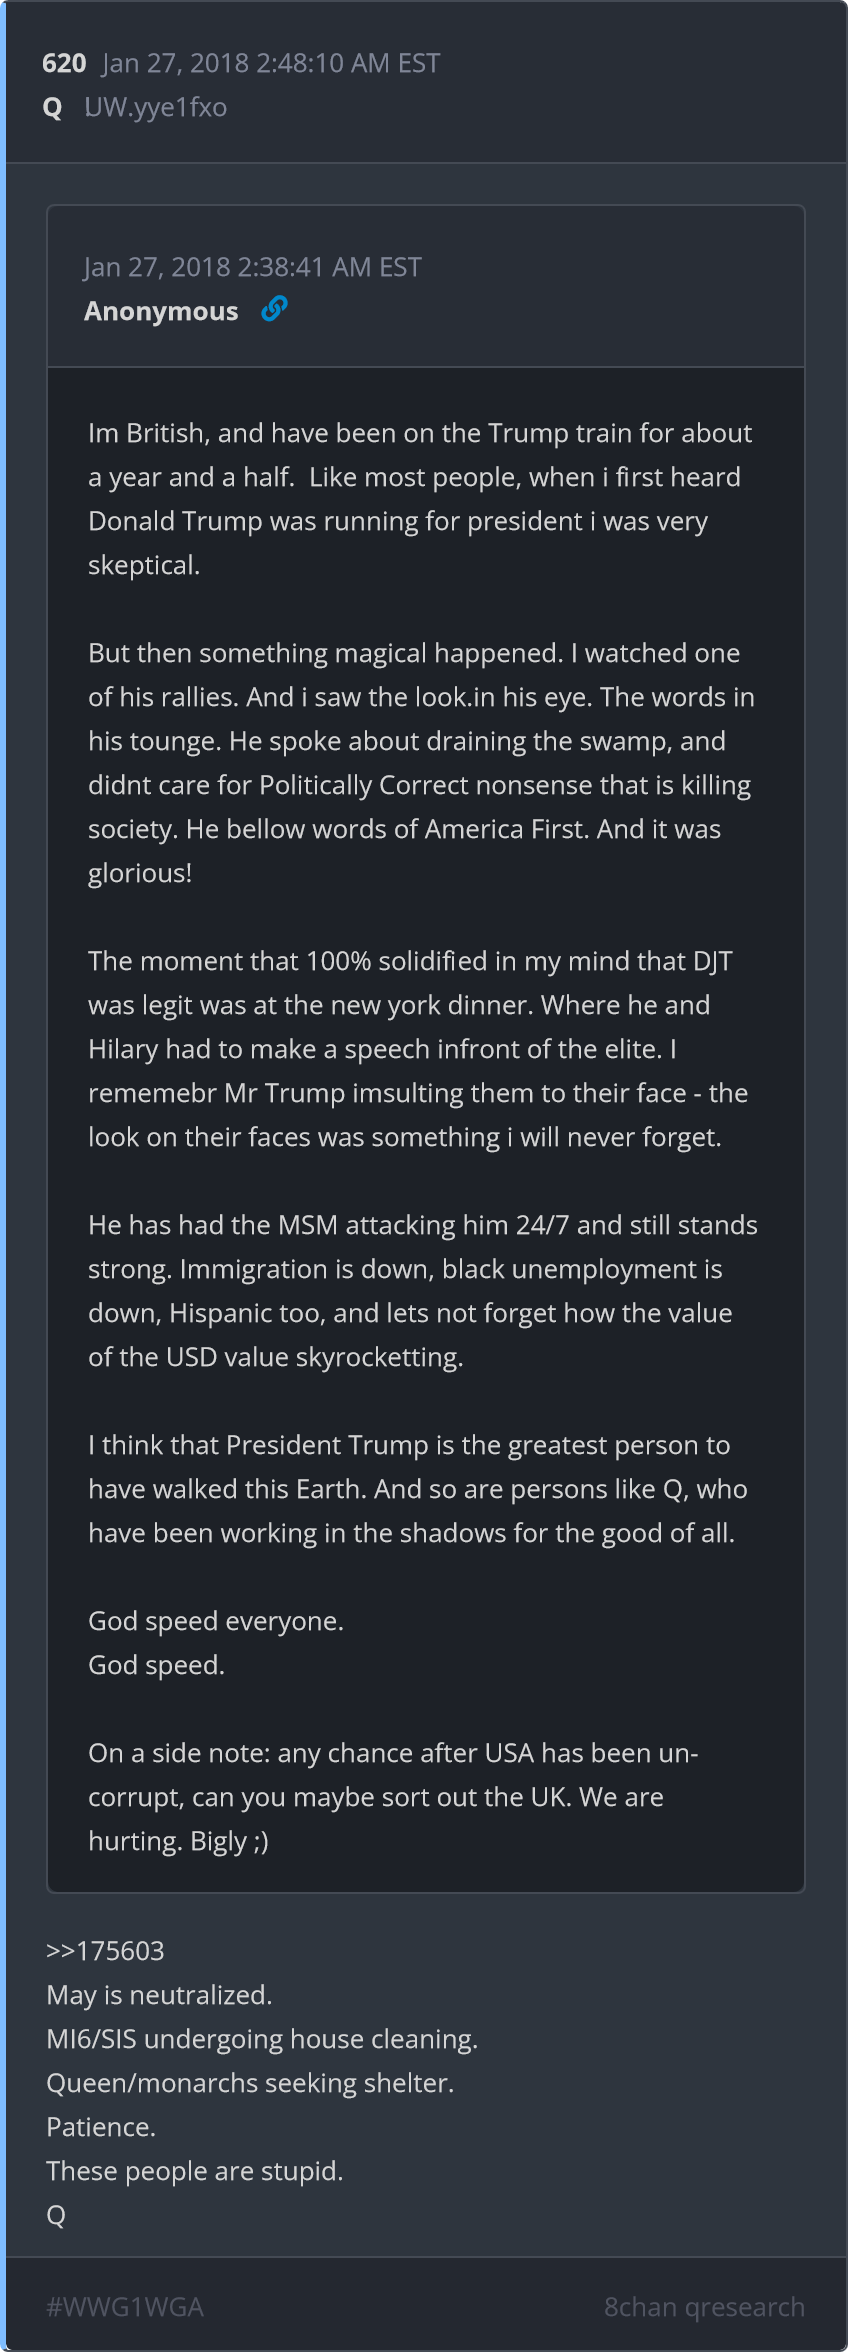 620 Jan 27, 2018 2:48:10 AM EST
Q UW.yye1fxo
Jan 27, 2018 2:38:41 AM EST
Anonymous
Im British, and have been on the Trump train for about
a year and a half.  Like most people, when i first heard
Donald Trump was running for president i was very
skeptical.
But then something magical happened. I watched one
of his rallies. And i saw the look.in his eye. The words in
his tounge. He spoke about draining the swamp, and
didnt care for Politically Correct nonsense that is killing
society. He bellow words of America First. And it was
glorious!
The moment that 100% solidified in my mind that DJT
was legit was at the new york dinner. Where he and
Hilary had to make a speech infront of the elite. I
rememebr Mr Trump imsulting them to their face - the
look on their faces was something i will never forget.
He has had the MSM attacking him 24/7 and still stands
strong. Immigration is down, black unemployment is
down, Hispanic too, and lets not forget how the value
of the USD value skyrocketting.
I think that President Trump is the greatest person to
have walked this Earth. And so are persons like Q, who
have been working in the shadows for the good of all.
God speed everyone.
God speed.
On a side note: any chance after USA has been un-
corrupt, can you maybe sort out the UK. We are
hurting. Bigly ;)
>>175603
May is neutralized.
MI6/SIS undergoing house cleaning.
Queen/monarchs seeking shelter.
Patience.
These people are stupid.
Q
#WWG1WGA 8chan qresearch